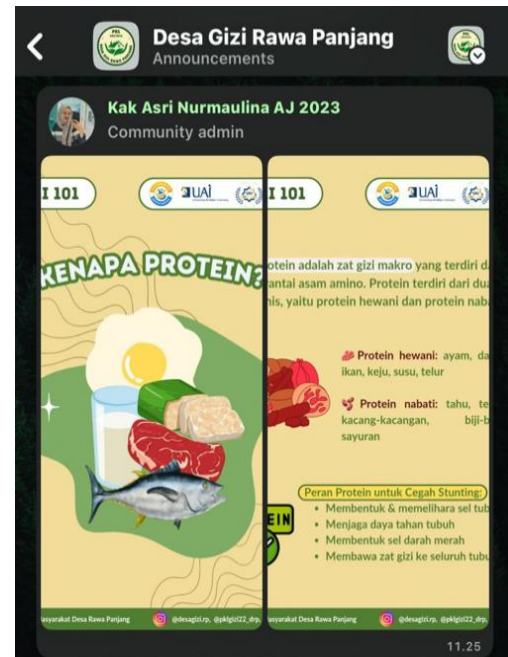 Desa Gizi Rawa Panjang
Announcements
Kak Asri Nurmaulina AJ 2023
Community admin
I 101
UAI
KENAPA PROTEIN?
asyarakat Desa Rawa Panjang
@desagizi.rp, @pklgizi22_drp,
I 101
UAI
otein adalah zat gizi makro yang terdiri da
antai asam amino. Protein terdiri dari dua
nis, yaitu protein hewani dan protein naba
Protein hewani: ayam, da
ikan, keju, susu, telur
Protein nabati: tahu, te
kacang-kacangan, biji-b
sayuran
Peran Protein untuk Cegah Stunting:
EIN
Membentuk & memelihara sel tub
Menjaga daya tahan tubuh
Membentuk sel darah merah
Membawa zat gizi ke seluruh tubu
asyarakat Desa Rawa Panjang
@desagizi.rp, @pklgizi22_drp,
11.25